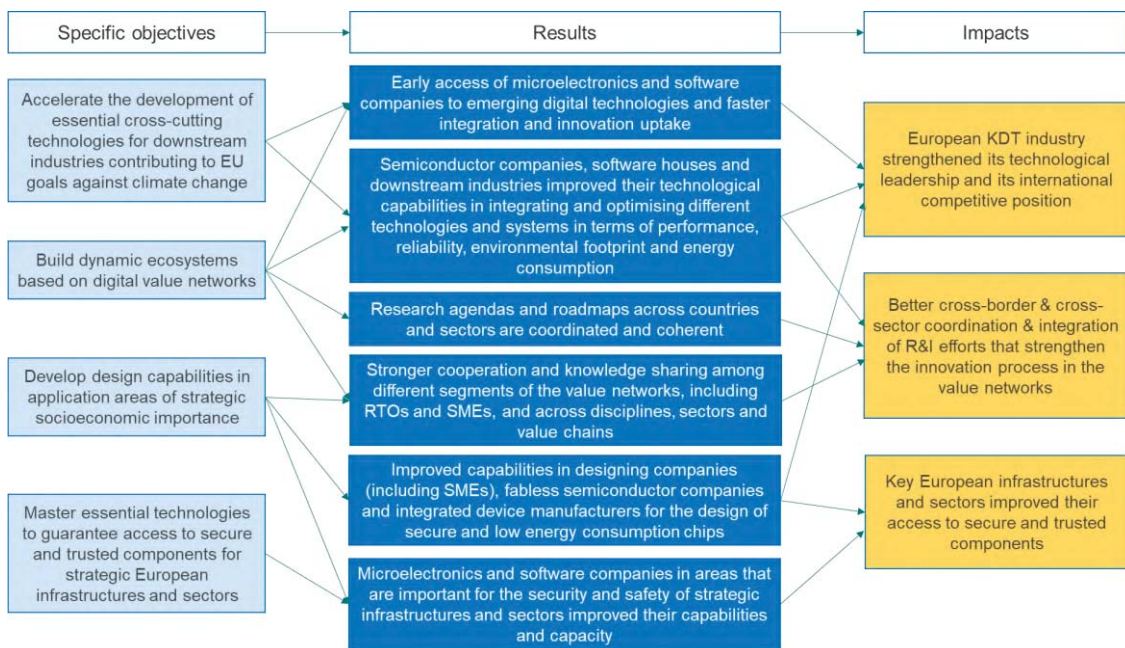 Specific objectives
Results
Impacts
Accelerate the development of
essential cross-cutting
technologies for downstream
industries contributing to EU
goals against climate change
Build dynamic ecosystems
based on digital value networks
Develop design capabilities in
application areas of strategic
socioeconomic importance
Master essential technologies
to guarantee access to secure
and trusted components for
strategic European
infrastructures and sectors
Early access of microelectronics and software
companies to emerging digital technologies and faster
integration and innovation uptake
Semiconductor companies, software houses and
downstream industries improved their technological
capabilities in integrating and optimising different
technologies and systems in terms of performance,
reliability, environmental footprint and energy
consumption
Research agendas and roadmaps across countries
and sectors are coordinated and coherent
Stronger cooperation and knowledge sharing among
different segments of the value networks, including
RTOs and SMEs, and across disciplines, sectors and
value chains
Improved capabilities in designing companies
(including SMEs), fabless semiconductor companies
and integrated device manufacturers for the design of
secure and low energy consumption chips
Microelectronics and software companies in areas that
are important for the security and safety of strategic
infrastructures and sectors improved their capabilities
and capacity
European KDT industry
strengthened its technological
leadership and its international
competitive position
Better cross-border & cross-
sector coordination & integration
of R&I efforts that strengthen
the innovation process in the
value networks
Key European infrastructures
and sectors improved their
access to secure and trusted
components